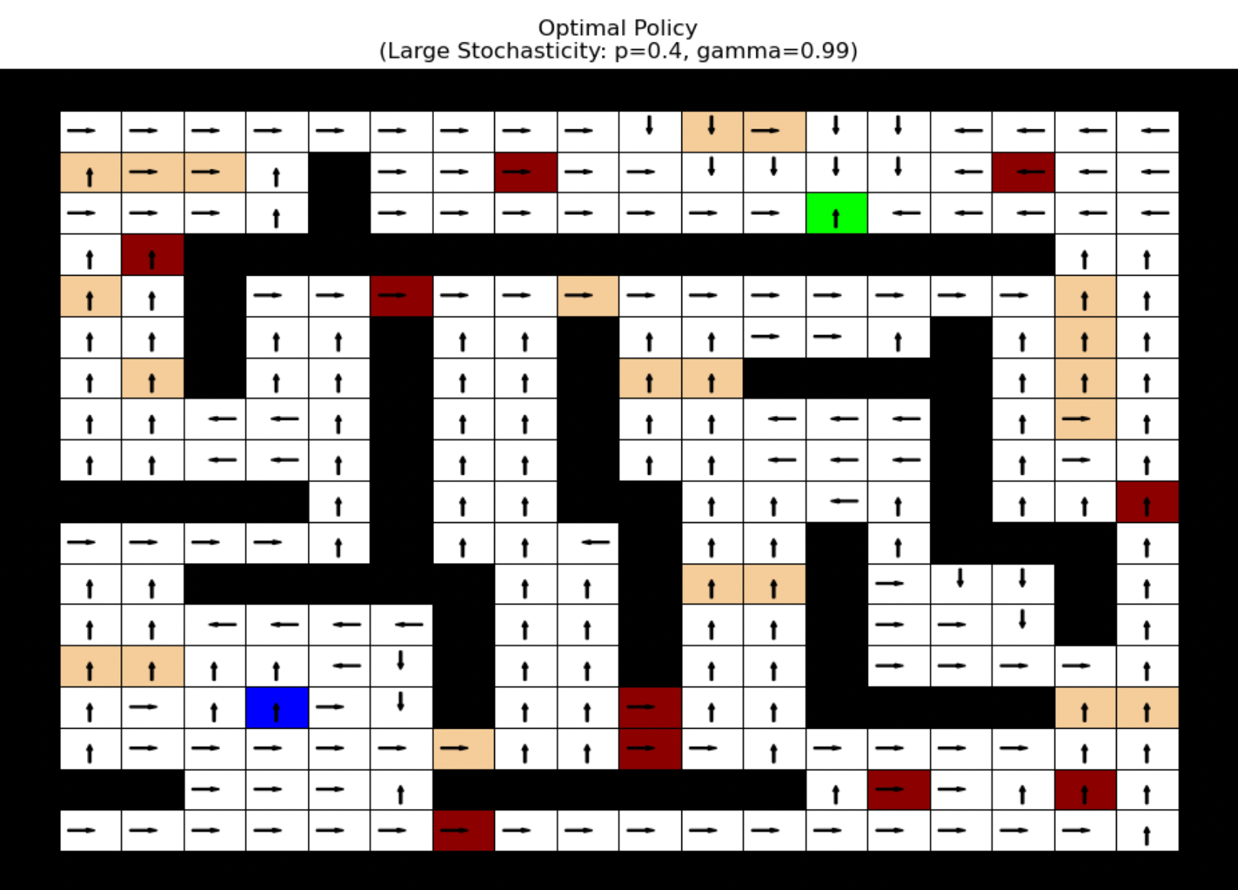 Optimal Policy
(Large Stochasticity: p=0.4, gamma=0.99)